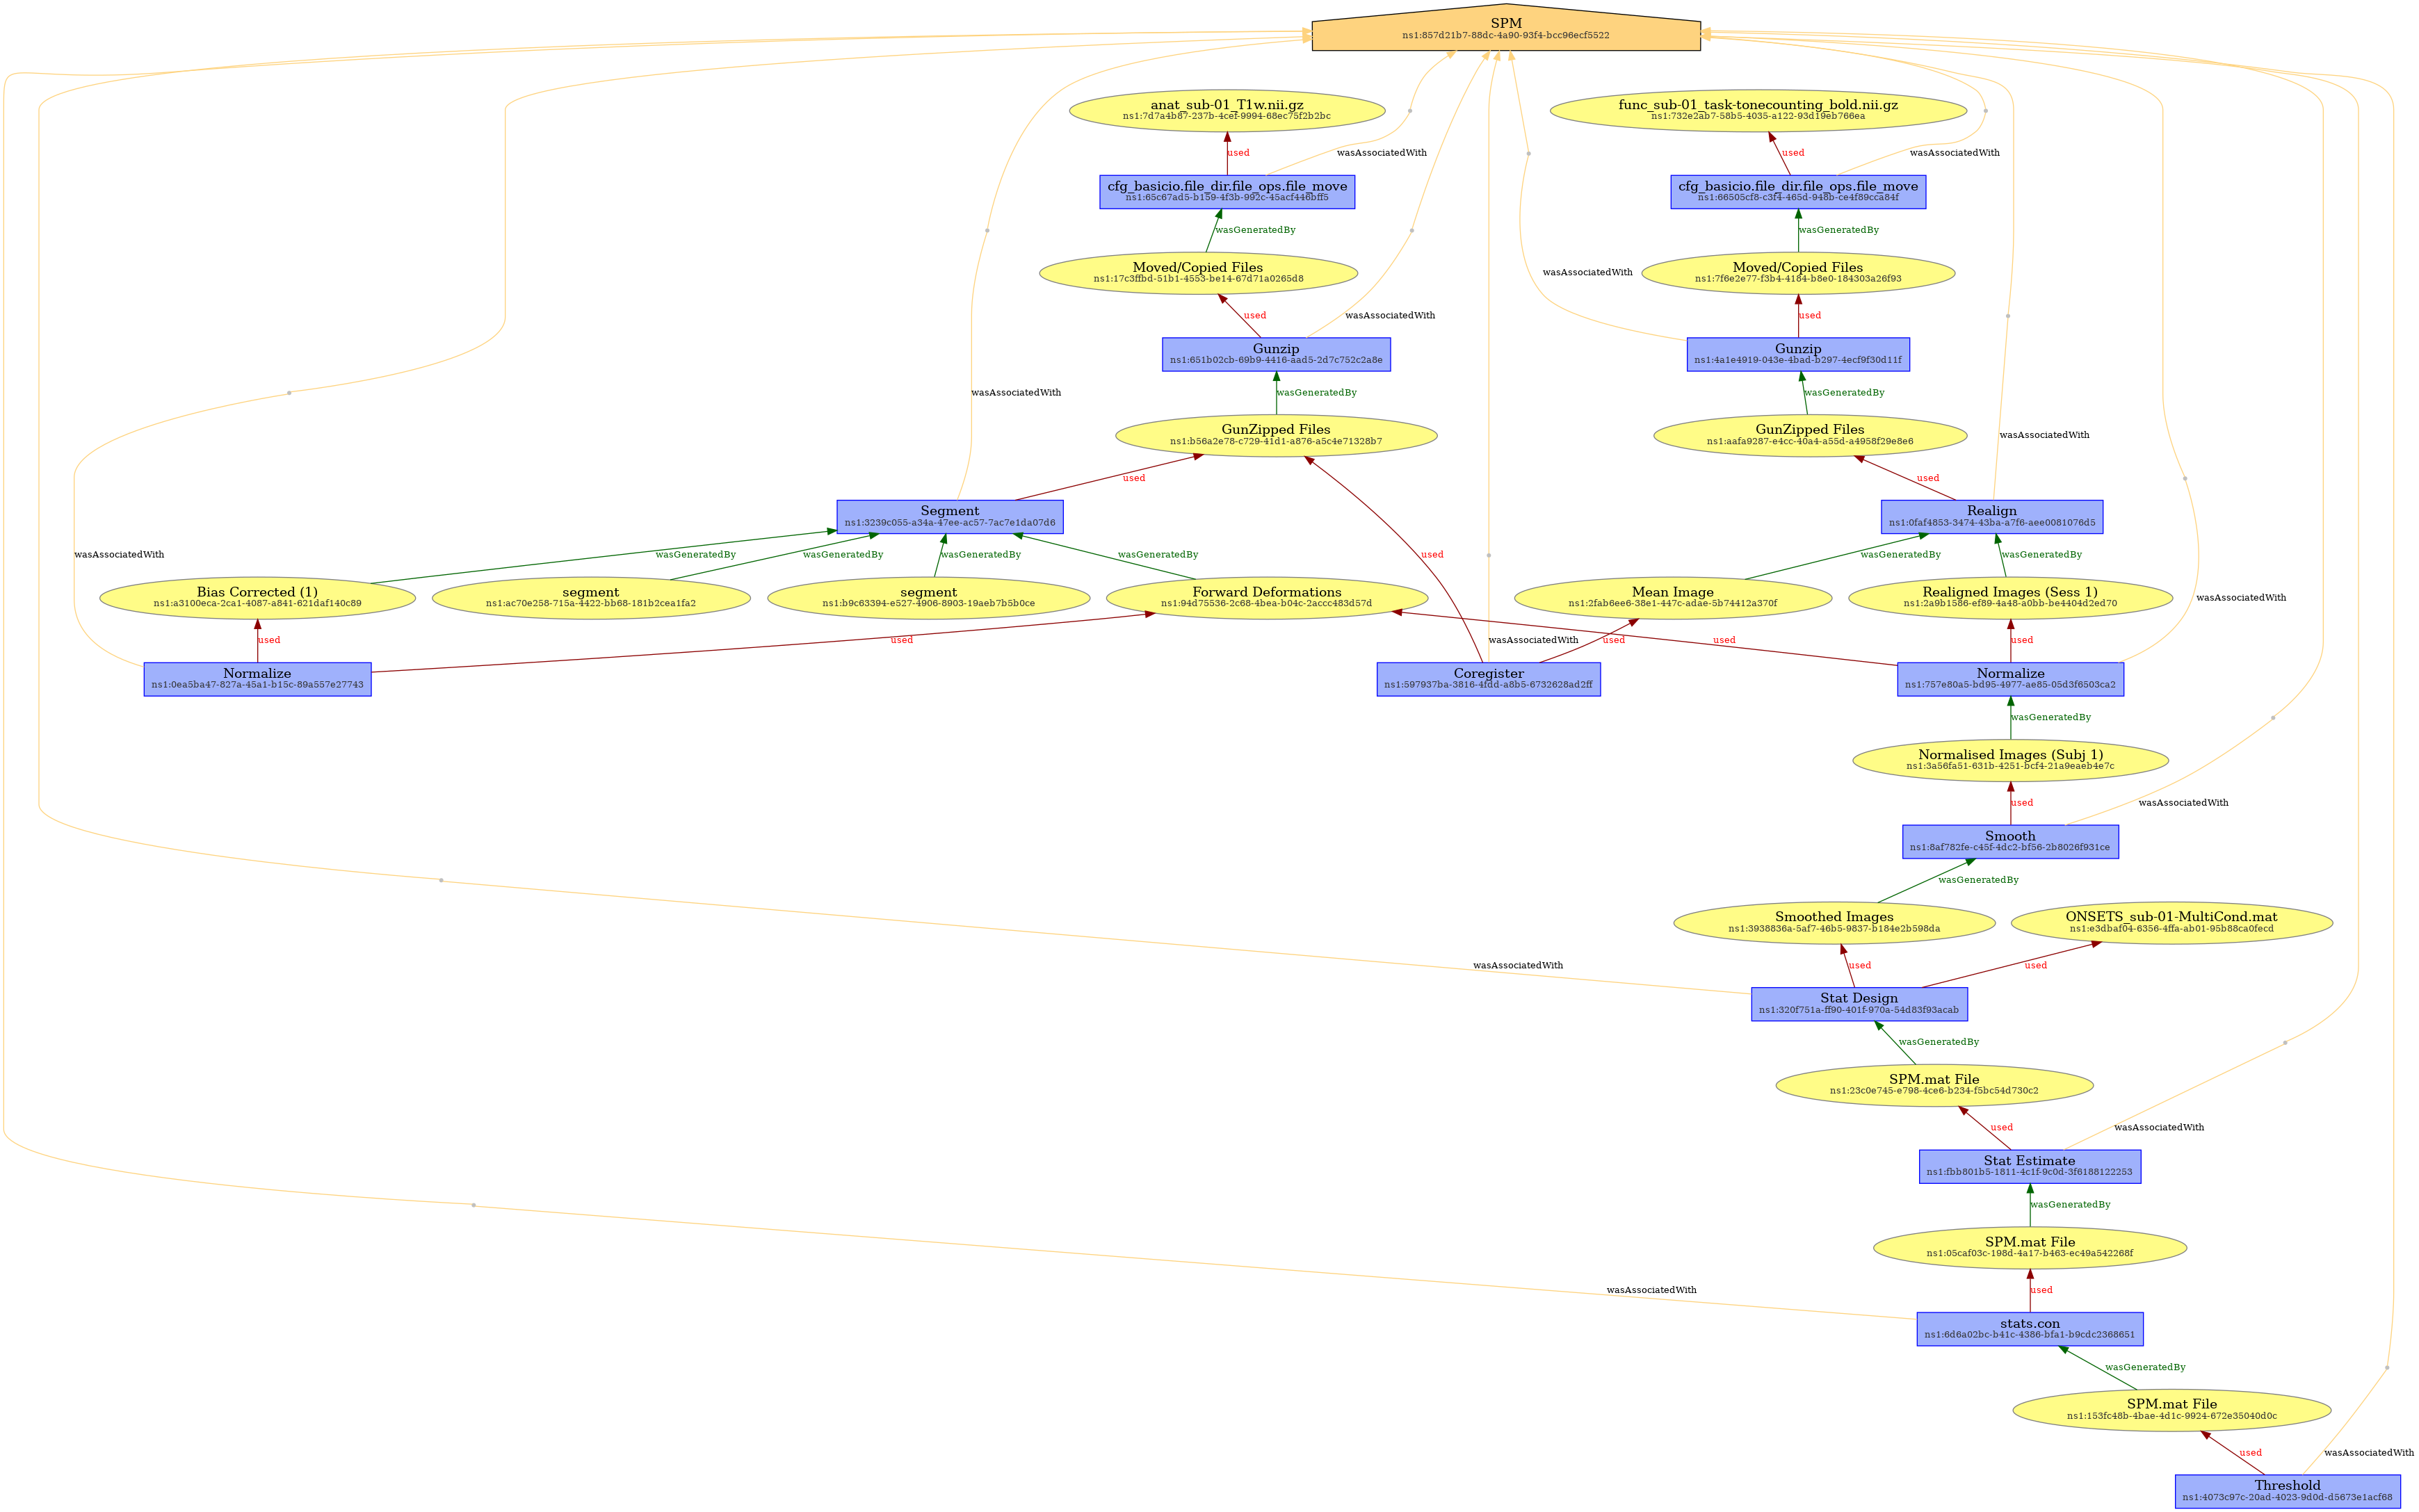 SPM
ns1:857d21b7-88dc-4a90-93f4-bcc96ecf5522
anat_sub-01_T1w.nii.gz
ns1:7d7a4b87-237b-4cef-9994-68ec75f2b2bc
func_sub-01_task-tonecounting_bold.nii.gz
ns1:732e2ab7-58b5-4035-a122-93d19eb766ea
used
wasAssociatedWith
used
wasAssociatedWith
cfg_basicio.file_dir.file_ops.file_move
ns1:65c67ad5-b159-4f3b-992c-45acf446bff5
cfg_basicio.file_dir.file_ops.file_move
ns1:66505cf8-c3f4-465d-948b-ce4f89cca84f
wasGeneratedBy
wasGeneratedBy
Moved/Copied Files
ns1:17c3ffbd-51b1-4553-be14-67d71a0265d8
wasAssociatedWith
Moved/Copied Files
ns1:7f6e2e77-f3b4-4184-b8e0-184303a26f93
used
wasAssociatedWith
used
Gunzip
ns1:651b02cb-69b9-4416-aad5-2d7c752c2a8e
Gunzip
ns1:4a1e4919-043e-4bad-b297-4ecf9f30d11f
wasAssociatedWith
wasGeneratedBy
wasGeneratedBy
GunZipped Files
ns1:b56a2e78-c729-41d1-a876-a5c4e71328b7
GunZipped Files
ns1:aafa9287-e4cc-40a4-a55d-a4958f29e8e6
wasAssociatedWith
used
used
Segment
ns1:3239c055-a34a-47ee-ac57-7ac7e1da07d6
Realign
ns1:0faf4853-3474-43ba-a7f6-aee0081076d5
wasAssociatedWith
wasGeneratedBy
wasGeneratedBy
wasGeneratedBy
wasGeneratedBy
used
wasGeneratedBy
wasGeneratedBy
Bias Corrected (1)
ns1:a3100eca-2ca1-4087-a841-621daf140c89
segment
ns1:ac70e258-715a-4422-bb68-181b2cea1fa2
segment
ns1:b9c63394-e527-4906-8903-19aeb7b5b0ce
Forward Deformations
ns1:94d75536-2c68-4bea-b04c-2accc483d57d
Mean Image
ns1:2fab6ee6-38e1-447c-adae-5b74412a370f
Realigned Images (Sess 1)
ns1:2a9b1586-ef89-4a48-a0bb-be4404d2ed70
wasAssociatedWith
used
used
wasAssociatedWith
used
used
used
Normalize
ns1:0ea5ba47-827a-45a1-b15c-89a557e27743
Coregister
ns1:597937ba-3816-4fdd-a8b5-6732628ad2ff
Normalize
ns1:757e80a5-bd95-4977-ae85-05d3f6503ca2
wasGeneratedBy
Normalised Images (Subj 1)
ns1:3a56fa51-631b-4251-bcf4-21a9eaeb4e7c
used
wasAssociatedWith
Smooth
ns1:8af782fe-c45f-4dc2-bf56-2b8026f931ce
wasGeneratedBy
Smoothed Images
ns1:3938836a-5af7-46b5-9837-b184e2b598da
ONSETS_sub-01-MultiCond.mat
ns1:e3dbaf04-6356-4ffa-ab01-95b88ca0fecd
wasAssociatedWith
used
used
Stat Design
ns1:320f751a-ff90-401f-970a-54d83f93acab
wasGeneratedBy
SPM.mat File
ns1:23c0e745-e798-4ce6-b234-f5bc54d730c2
used
wasAssociatedWith
Stat Estimate
ns1:fbb801b5-1811-4c1f-9c0d-3f6188122253
wasGeneratedBy
SPM.mat File
ns1:05caf03c-198d-4a17-b463-ec49a542268f
wasAssociatedWith
used
stats.con
ns1:6d6a02bc-b41c-4386-bfa1-b9cdc2368651
wasGeneratedBy
SPM.mat File
ns1:153fc48b-4bae-4d1c-9924-672e35040d0c
used
wasAssociatedWith
Threshold
ns1:4073c97c-20ad-4023-9d0d-d5673e1acf68